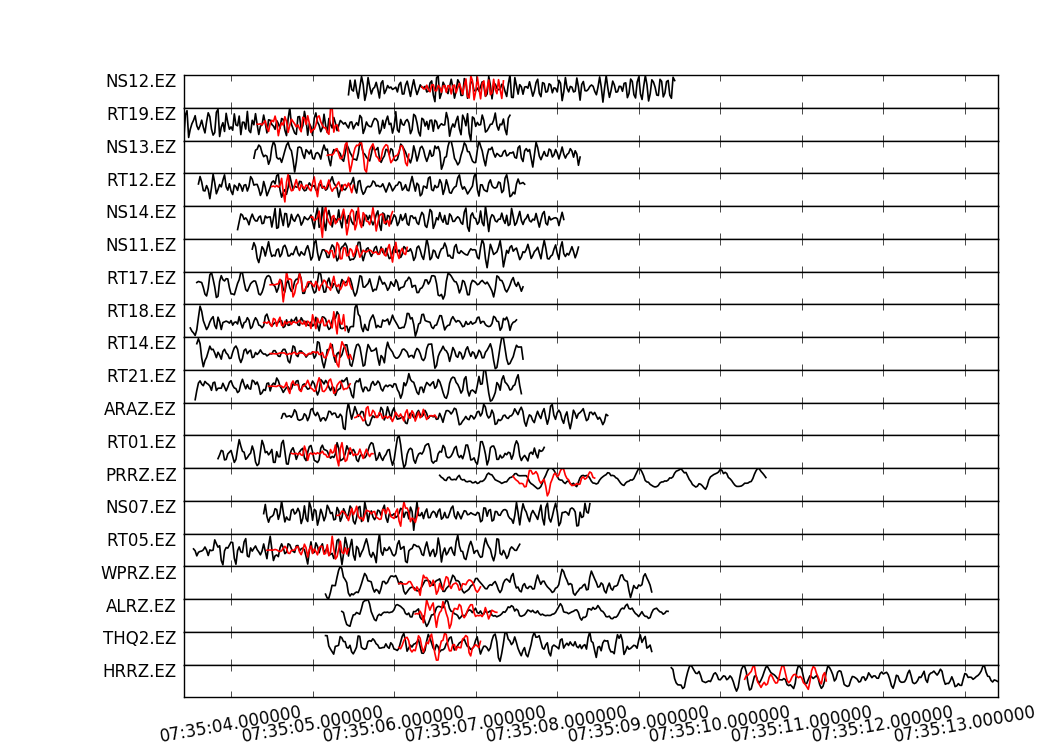 NS12.EZ
RT19.EZ
NS13.EZ
RT12.EZ
NS14.EZ
NS11.EZ
RT17.EZ
RT18.EZ
RT14.EZ
RT21.EZ
ARAZ.EZ
RT01.EZ
PRRZ.EZ
NS07.EZ
RT05.EZ
WPRZ.EZ
ALRZ.EZ
THQ2.EZ
HRRZ.EZ
07:35:04.000000
07:35:05.000000
07:35:06.000000
07:35:07.000000
07:35:08.000000
07:35:09.000000
07:35:10.000000
07:35:11.000000
07:35:12.000000
07:35:13.000000